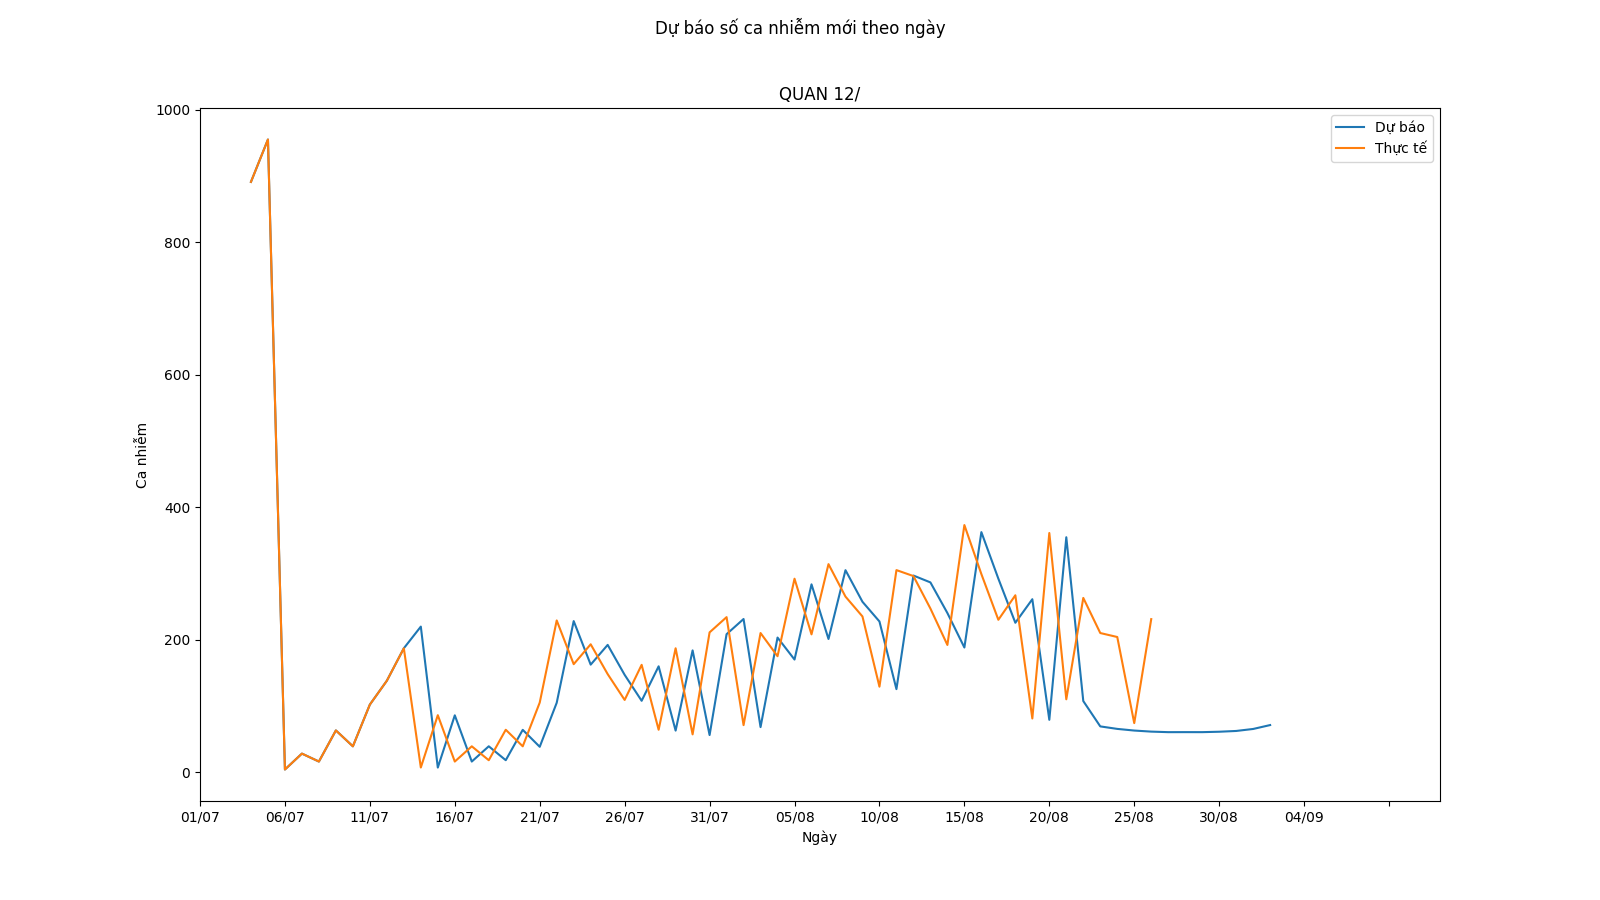 Dự báo số ca nhiễm mới theo ngày
QUAN 12/
1000
800
600
400
200
0
Ca nhiễm
Dự báo
Thực tế
01/07 06/07 11/07 16/07 21/07 26/07 31/07 05/08 10/08 15/08 20/08 25/08 30/08 04/09
Ngày